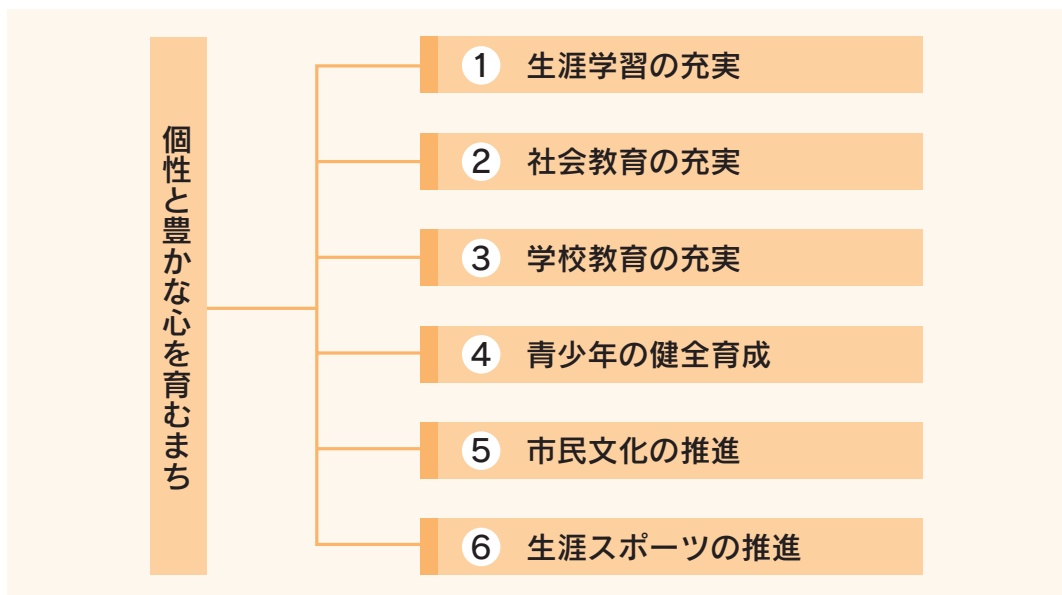 個性と豊かな心を育むまち
① 生涯学習の充実
② 社会教育の充実
③ 学校教育の充実
④ 青少年の健全育成
⑤ 市民文化の推進
⑥ 生涯スポーツの推進